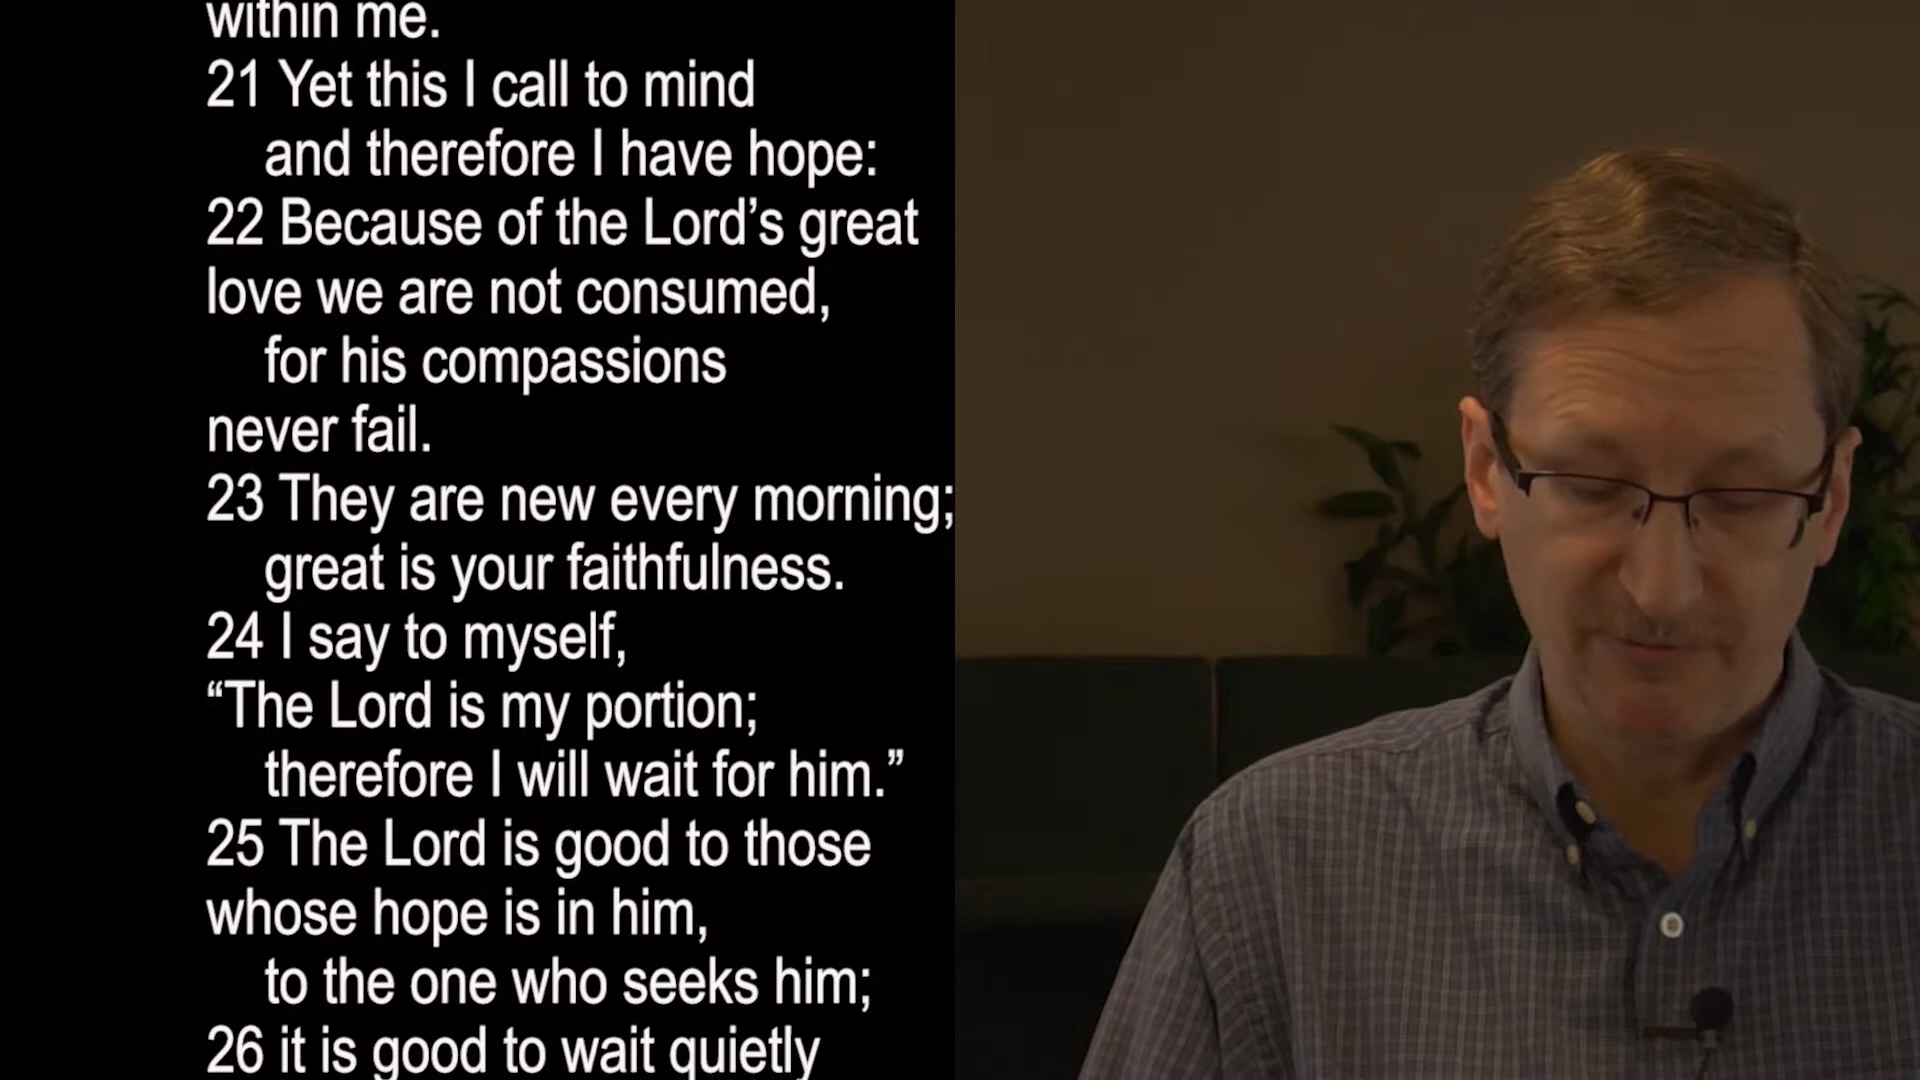 within me.
21 Yet this I call to mind
and therefore I have hope:
22 Because of the Lord’s great
love we are not consumed,
for his compassions
never fail.
23 They are new every morning;
great is your faithfulness.
24 I say to myself,
“The Lord is my portion;
therefore I will wait for him.”
25 The Lord is good to those
whose hope is in him,
to the one who seeks him;
26 it is good to wait quietly